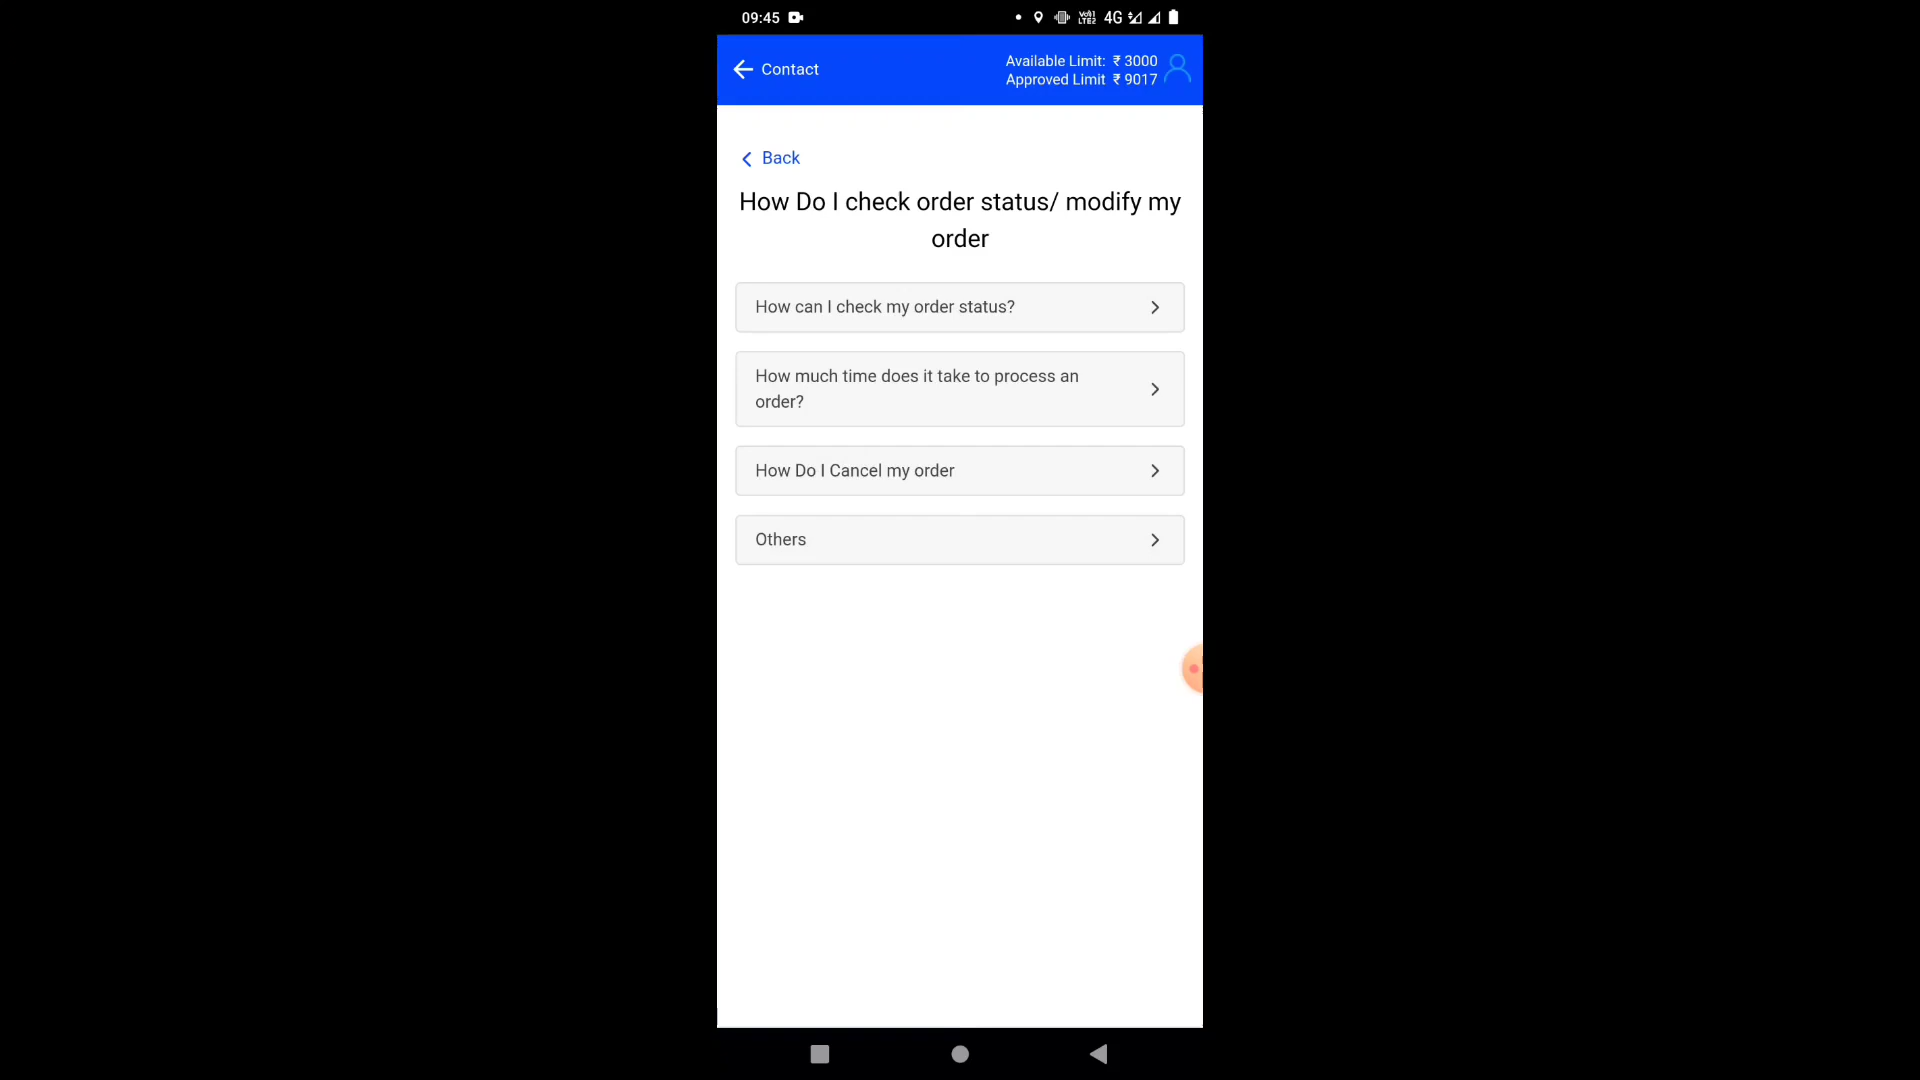 09:45
Vo)) LTE2 4G
Contact
Available Limit: ₹ 3000
Approved Limit ₹ 9017
Back
How Do I check order status/ modify my
order
How can I check my order status?
How much time does it take to process an
order?
How Do I Cancel my order
Others